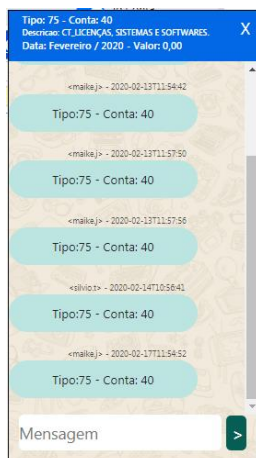 Tipo: 75 - Conta: 40
X
Descricao: CT_LICENÇAS, SISTEMAS E SOFTWARES.
Data: Fevereiro / 2020 - Valor: 0,00
<maike.j> - 2020-02-13T11:54:42
Tipo:75 - Conta: 40
<maike.j> - 2020-02-13T11:57:50
Tipo:75 - Conta: 40
<maike.j> - 2020-02-13T11:57:56
Tipo:75 - Conta: 40
<silvio.t> - 2020-02-14T10:56:41
Tipo:75 - Conta: 40
<maike.j> - 2020-02-17T11:54:52
Tipo:75 - Conta: 40
Mensagem
>